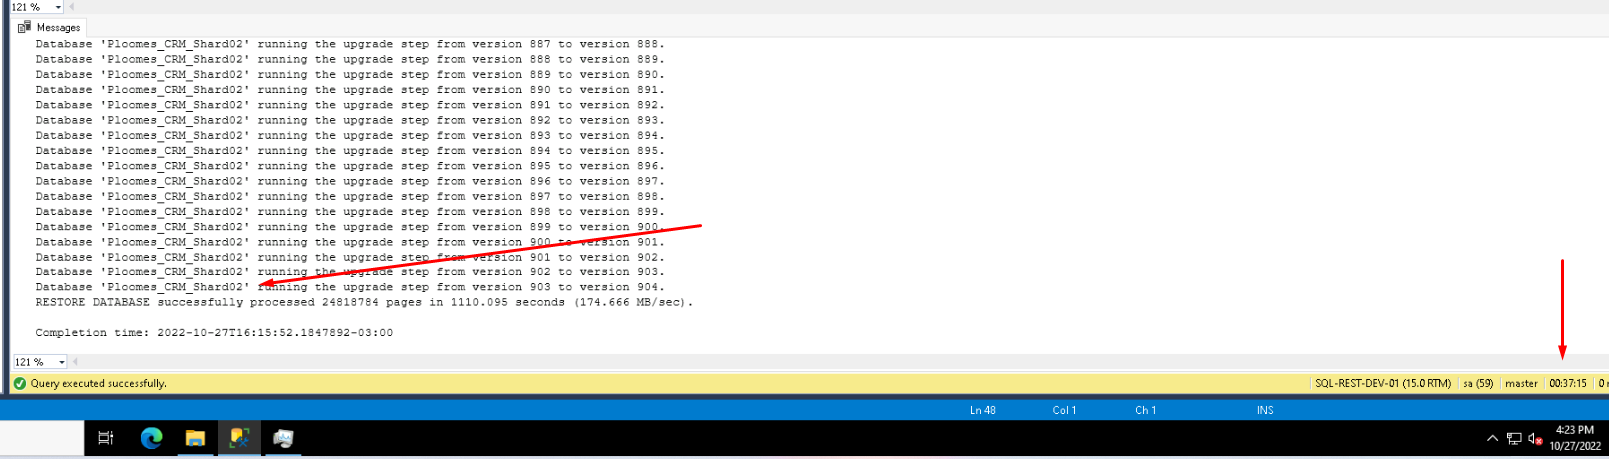 121 %
Messages
Database 'Ploomes_CRM_Shard02' running the upgrade step from version 887 to version 888.
Database 'Ploomes_CRM_Shard02' running the upgrade step from version 888 to version 889.
Database 'Ploomes_CRM_Shard02' running the upgrade step from version 889 to version 890.
Database 'Ploomes_CRM_Shard02' running the upgrade step from version 890 to version 891.
Database 'Ploomes_CRM_Shard02' running the upgrade step from version 891 to version 892.
Database 'Ploomes_CRM_Shard02' running the upgrade step from version 892 to version 893.
Database 'Ploomes_CRM_Shard02' running the upgrade step from version 893 to version 894.
Database 'Ploomes_CRM_Shard02' running the upgrade step from version 894 to version 895.
Database 'Ploomes_CRM_Shard02' running the upgrade step from version 895 to version 896.
Database 'Ploomes_CRM_Shard02' running the upgrade step from version 896 to version 897.
Database 'Ploomes_CRM_Shard02' running the upgrade step from version 897 to version 898.
Database 'Ploomes_CRM_Shard02' running the upgrade step from version 898 to version 899.
Database 'Ploomes_CRM_Shard02' running the upgrade step from version 899 to version 900.
Database 'Ploomes_CRM_Shard02' running the upgrade step from version 900 to version 901.
Database 'Ploomes_CRM_Shard02' running the upgrade step from version 901 to version 902.
Database 'Ploomes_CRM_Shard02' running the upgrade step from version 902 to version 903.
Database 'Ploomes_CRM_Shard02' running the upgrade step from version 903 to version 904.
RESTORE DATABASE successfully processed 24818784 pages in 1110.095 seconds (174.666 MB/sec).
Completion time: 2022-10-27T16:15:52.1847892-03:00
121 %
Query executed successfully. SQL-REST-DEV-01 (15.0 RTM) sa (59) master 00:37:15 0
Ln 48 Col 1 Ch 1 INS
4:23 PM
10/27/2022